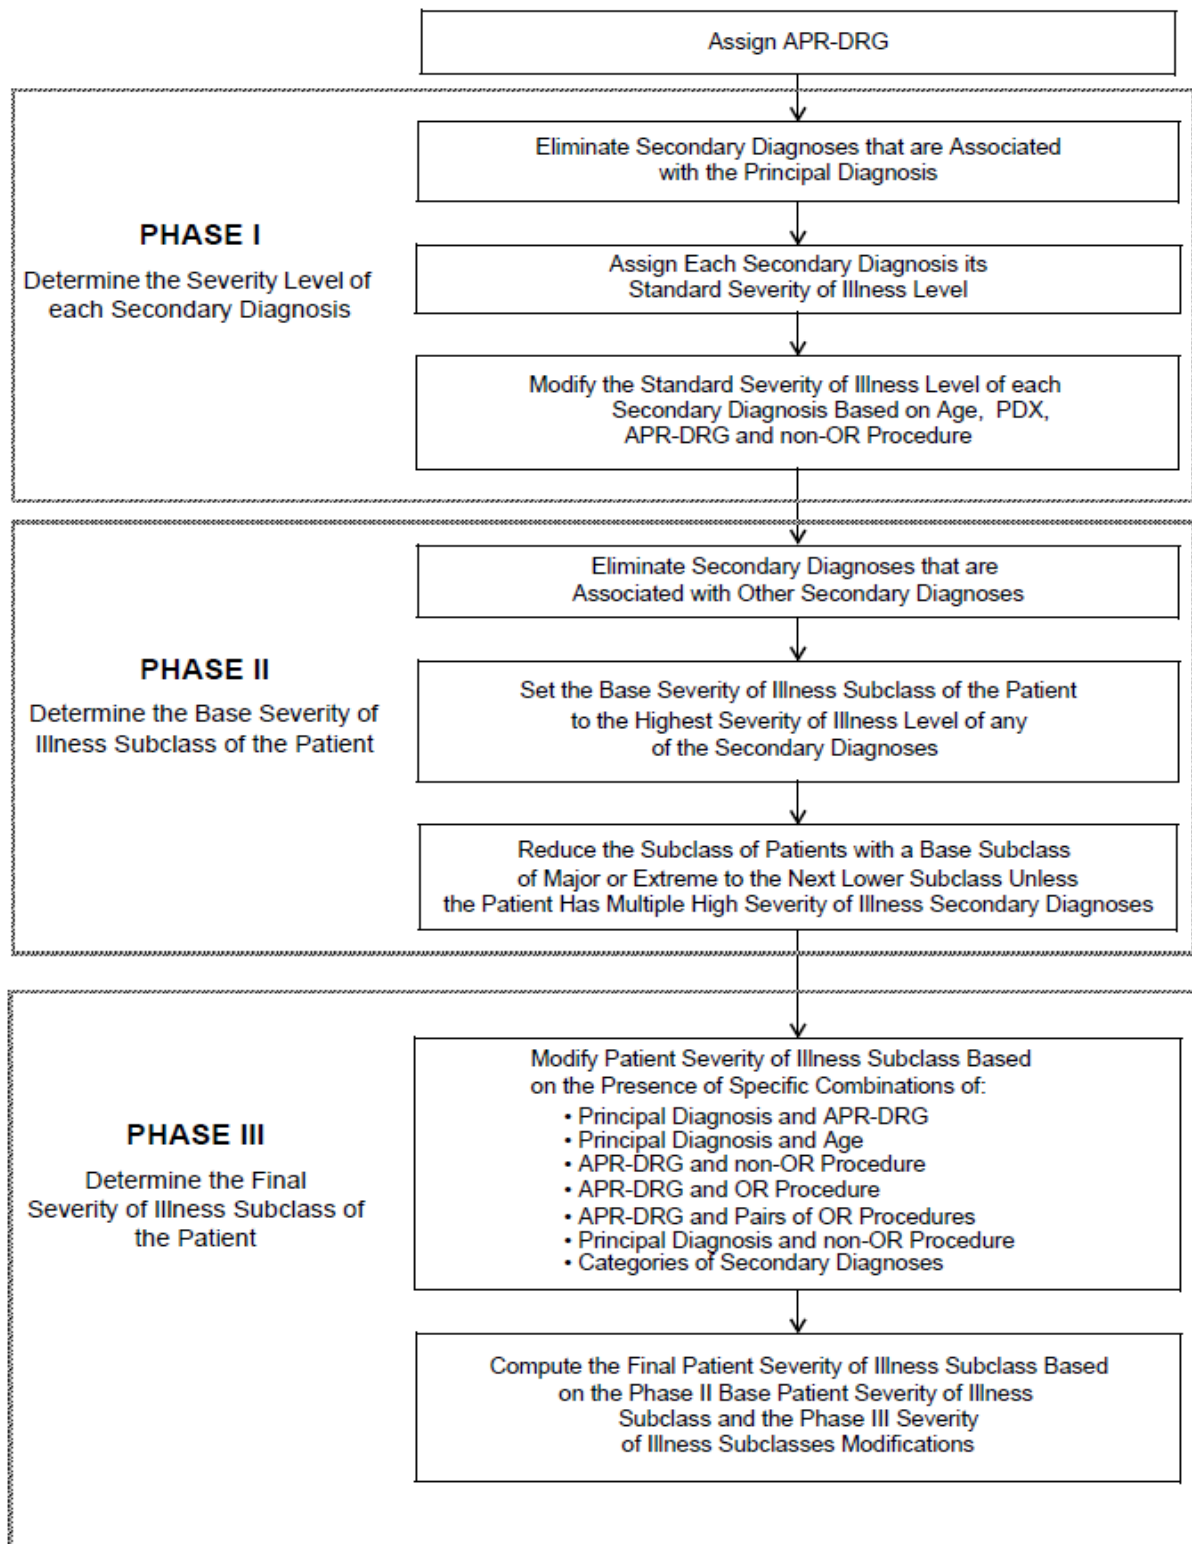 Assign APR-DRG
Eliminate Secondary Diagnoses that are Associated
with the Principal Diagnosis
PHASE I
Determine the Severity Level of
each Secondary Diagnosis
Assign Each Secondary Diagnosis its
Standard Severity of Illness Level
Modify the Standard Severity of Illness Level of each
Secondary Diagnosis Based on Age, PDX,
APR-DRG and non-OR Procedure
Eliminate Secondary Diagnoses that are
Associated with Other Secondary Diagnoses
PHASE II
Determine the Base Severity of
Illness Subclass of the Patient
Set the Base Severity of Illness Subclass of the Patient
to the Highest Severity of Illness Level of any
of the Secondary Diagnoses
Reduce the Subclass of Patients with a Base Subclass
of Major or Extreme to the Next Lower Subclass Unless
the Patient Has Multiple High Severity of Illness Secondary Diagnoses
PHASE III
Determine the Final
Severity of Illness Subclass of
the Patient
Modify Patient Severity of Illness Subclass Based
on the Presence of Specific Combinations of:
• Principal Diagnosis and APR-DRG
• Principal Diagnosis and Age
• APR-DRG and non-OR Procedure
• APR-DRG and OR Procedure
• APR-DRG and Pairs of OR Procedures
• Principal Diagnosis and non-OR Procedure
• Categories of Secondary Diagnoses
Compute the Final Patient Severity of Illness Subclass Based
on the Phase II Base Patient Severity of Illness
Subclass and the Phase III Severity
of Illness Subclasses Modifications